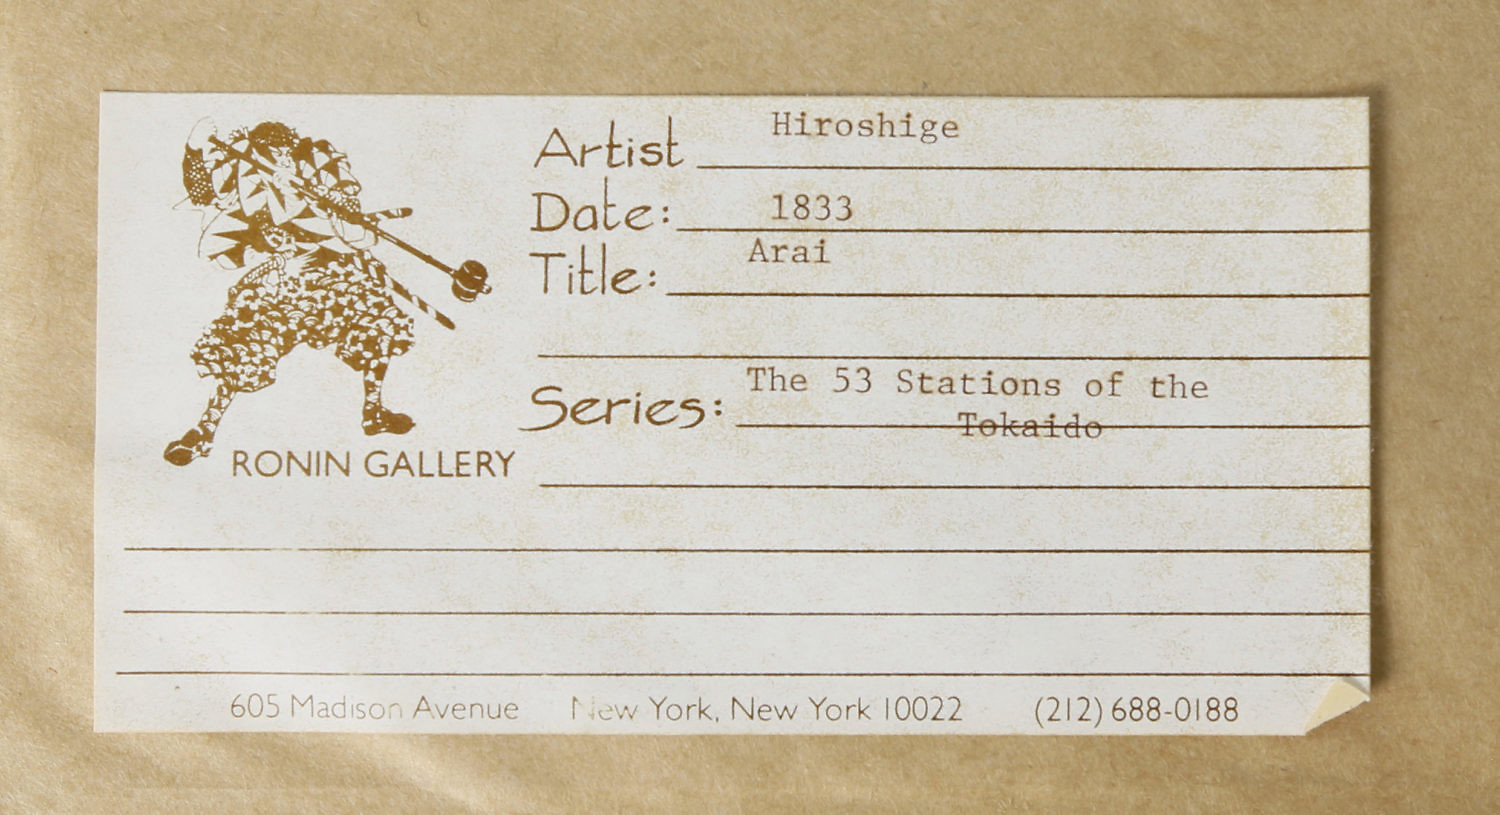 Artist Hiroshige
Date: 1833
Title: Arai
Series: The 53 Stations of the
Tokaido
RONIN GALLERY
605 Madison Avenue New York, New York 10022 (212) 688-0188